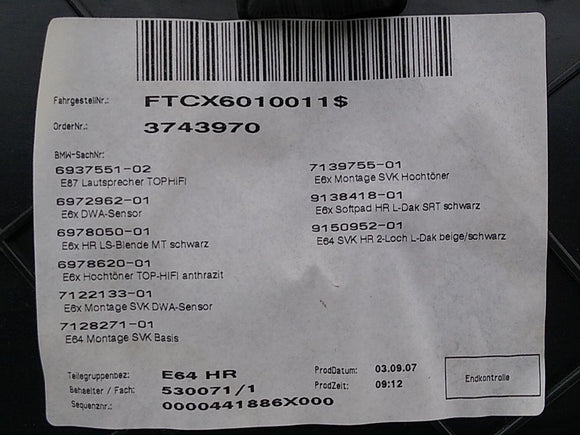 FahrgestellNr.: FTCX6010011$
OrderNr.: 3743970
BMW-SachNr:
6937551-02
E87 Lautsprecher TOPHiFi
6972962-01
E6x DWA-Sensor
6978050-01
E6x HR LS-Blende MT schwarz
6978620-01
E6x Hochtöner TOP-HIFI anthrazit
7122133-01
E6x Montage SVK DWA-Sensor
7128271-01
E64 Montage SVK Basis
7139755-01
E6x Montage SVK Hochtöner
9138418-01
E6x Softpad HR L-Dak SRT schwarz
9150952-01
E64 SVK HR 2-Loch L-Dak beige/schwarz
Teilegruppenbez: E64 HR
Behaelter / Fach: 530071/1
Sequenznr.: 0000441886X000
ProdDatum: 03.09.07
ProdZeit: 09:12
Endkontrolle